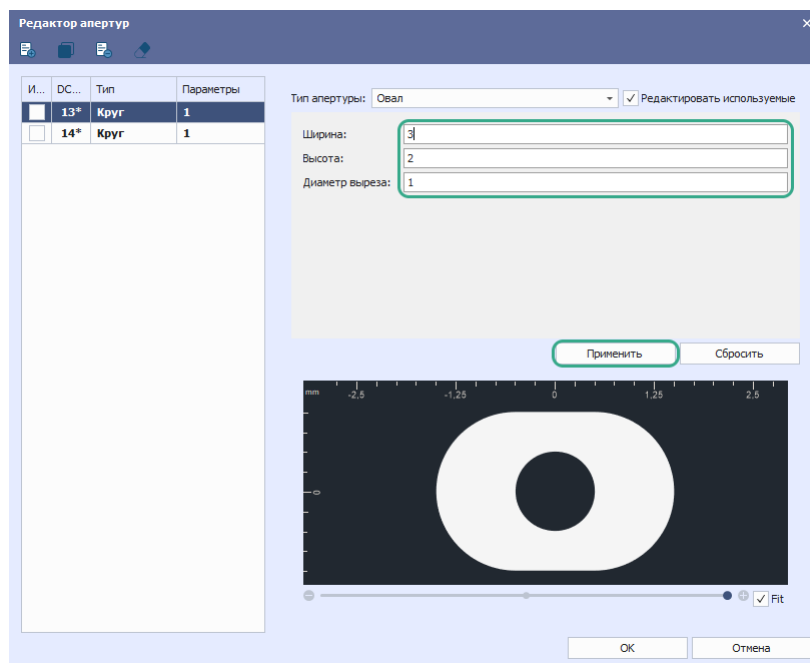 Редактор апертур
И... DC... Тип Параметры
13* Круг 1
14* Круг 1
Тип апертуры: Овал Редактировать используемые
Ширина: 3
Высота: 2
Диаметр выреза: 1
Применить Сбросить
mm -2,5 -1,25 0 1,25 2,5
0
Fit
OK Отмена